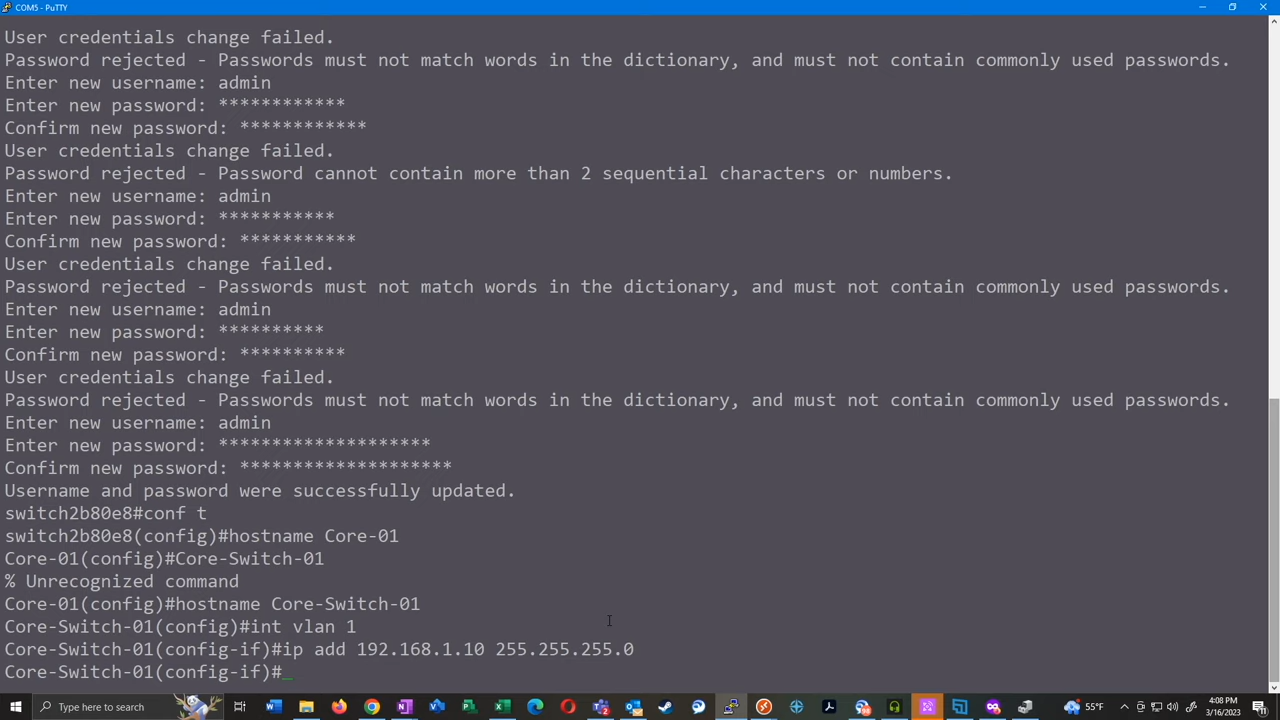 COM5 - PuTTY
User credentials change failed.
Password rejected - Passwords must not match words in the dictionary, and must not contain commonly used passwords.
Enter new username: admin
Enter new password: ************
Confirm new password: ************
User credentials change failed.
Password rejected - Password cannot contain more than 2 sequential characters or numbers.
Enter new username: admin
Enter new password: ***********
Confirm new password: ***********
User credentials change failed.
Password rejected - Passwords must not match words in the dictionary, and must not contain commonly used passwords.
Enter new username: admin
Enter new password: **********
Confirm new password: **********
User credentials change failed.
Password rejected - Passwords must not match words in the dictionary, and must not contain commonly used passwords.
Enter new username: admin
Enter new password: ********************
Confirm new password: ********************
Username and password were successfully updated.
switch2b80e8#conf t
switch2b80e8(config)#hostname Core-01
Core-01(config)#Core-Switch-01
% Unrecognized command
Core-01(config)#hostname Core-Switch-01
Core-Switch-01(config)#int vlan 1
Core-Switch-01(config-if)#ip add 192.168.1.10 255.255.255.0
Core-Switch-01(config-if)#_
Type here to search
55°F
4:08 PM
3/16/2023